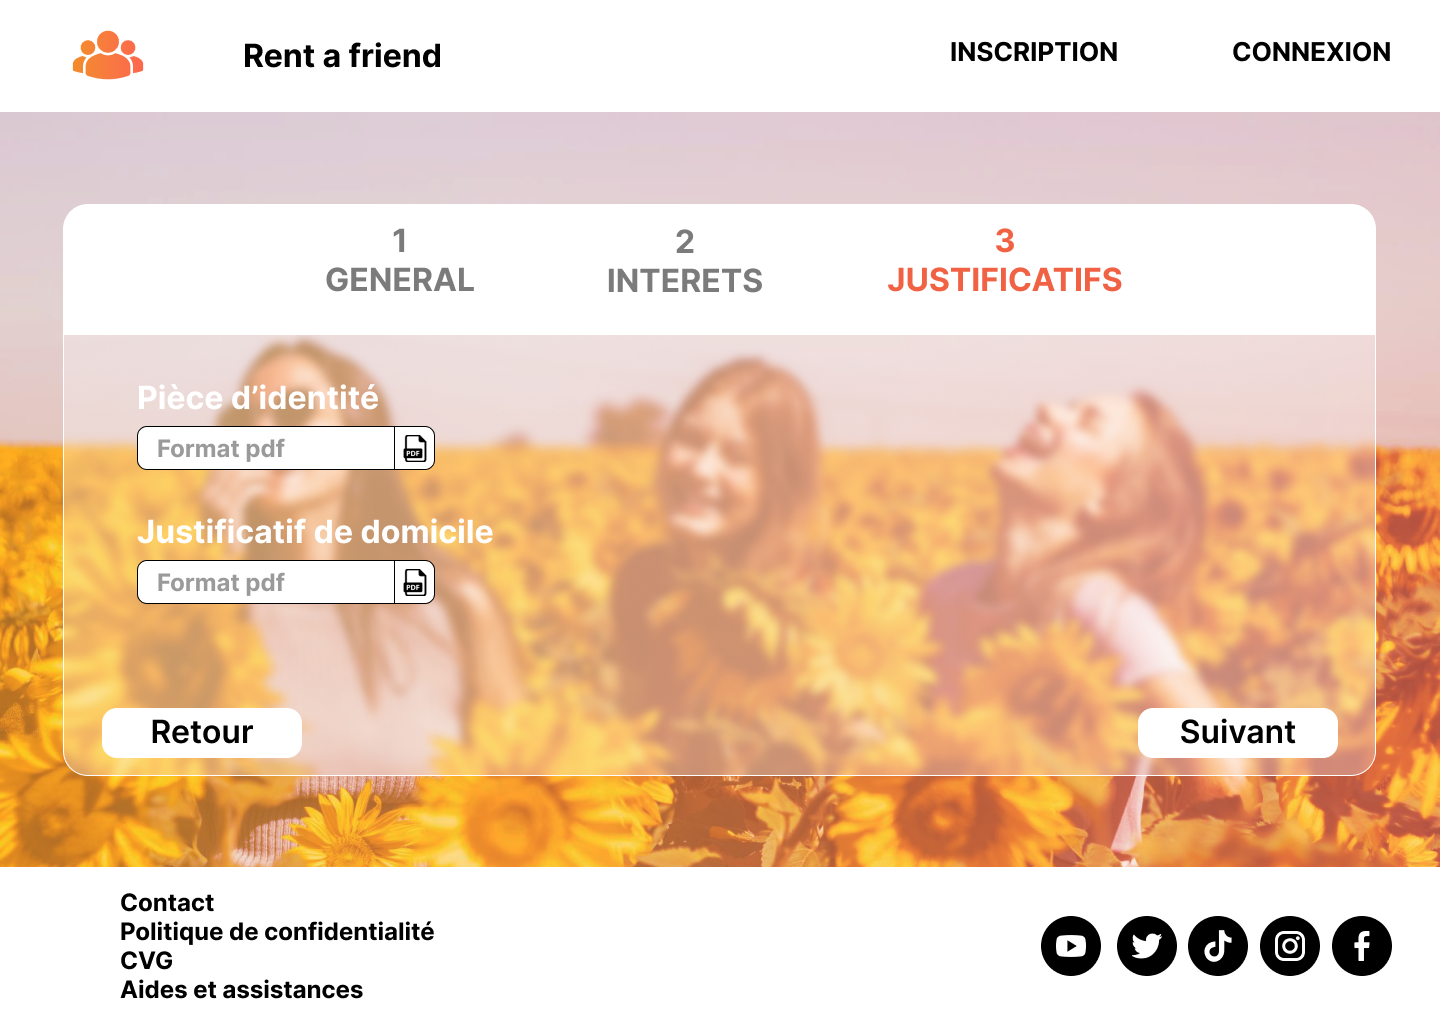 Rent a friend
INSCRIPTION
CONNEXION
1
GENERAL
2
INTERETS
3
JUSTIFICATIFS
Pièce d’identité
Format pdf
PDF
Justificatif de domicile
Format pdf
PDF
Retour
Suivant
Contact
Politique de confidentialité
CVG
Aides et assistances